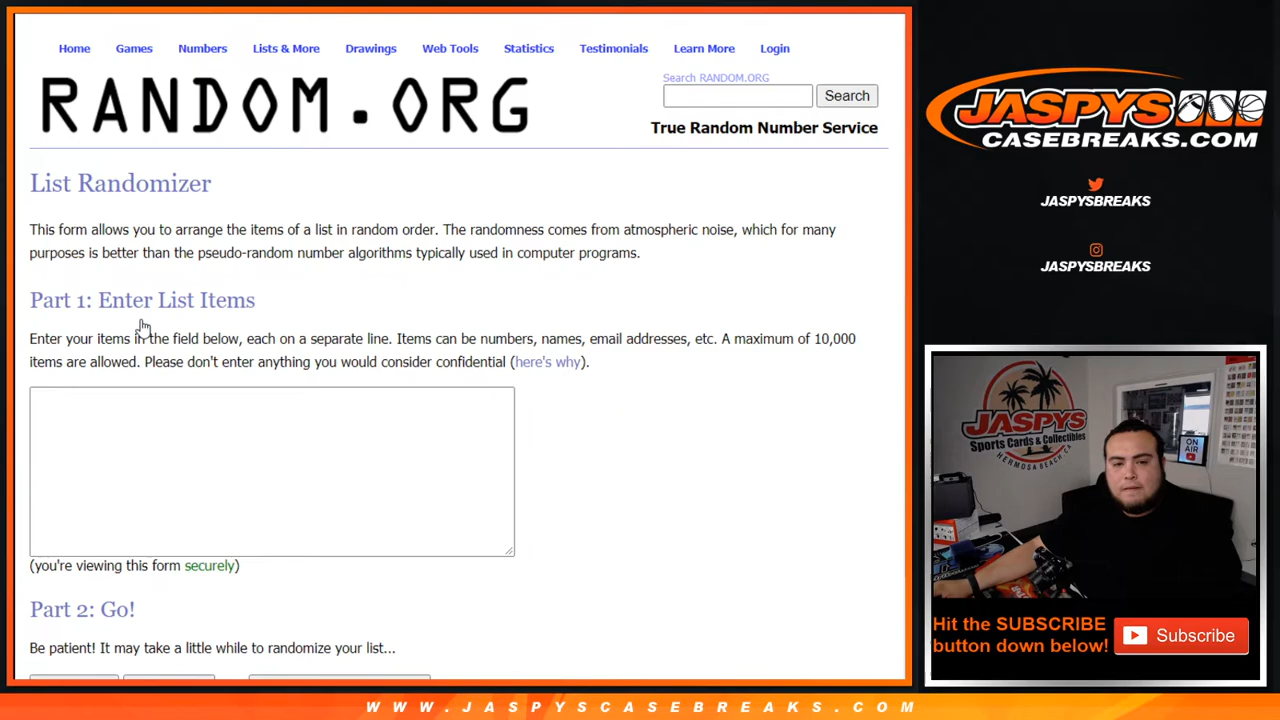 Home Games Numbers Lists & More Drawings Web Tools Statistics Testimonials Learn More Login
RANDOM.ORG
Search RANDOM.ORG
Search
True Random Number Service
List Randomizer
This form allows you to arrange the items of a list in random order. The randomness comes from atmospheric noise, which for many
purposes is better than the pseudo-random number algorithms typically used in computer programs.
Part 1: Enter List Items
Enter your items in the field below, each on a separate line. Items can be numbers, names, email addresses, etc. A maximum of 10,000
items are allowed. Please don't enter anything you would consider confidential (here's why).
(you're viewing this form securely)
Part 2: Go!
Be patient! It may take a little while to randomize your list...
JASPYS
CASEBREAKS.COM
JASPYSBREAKS
JASPYSBREAKS
JASPYS
Sports Cards & Collectibles
HERMOSA BEACH CA
ON
AIR
Hit the SUBSCRIBE
button down below!
Subscribe
WWW.JASPYSCASEBREAKS.COM